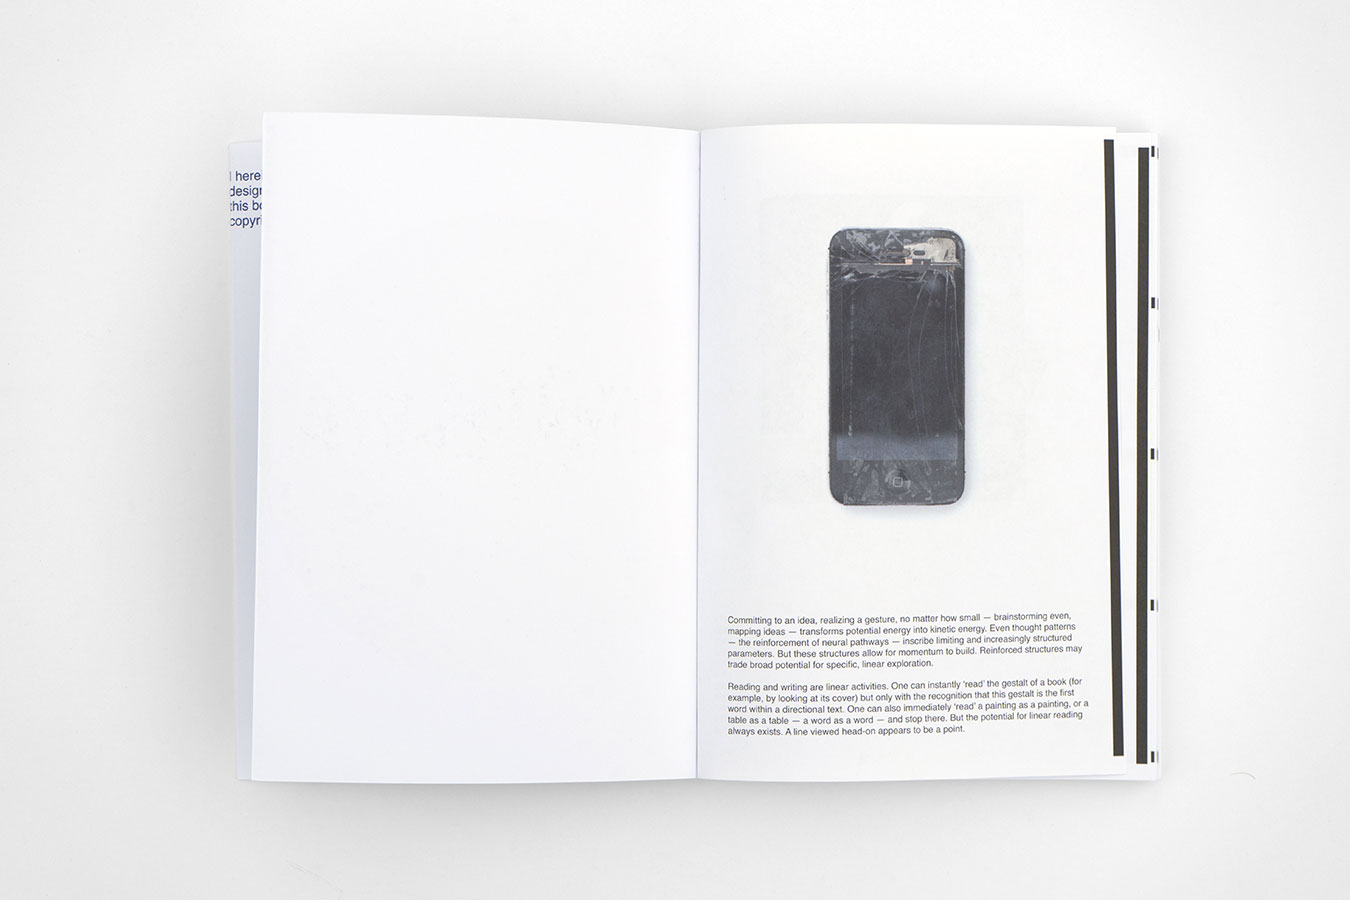 I here
design
this bo
copyri
Committing to an idea, realizing a gesture, no matter how small — brainstorming even,
mapping ideas — transforms potential energy into kinetic energy. Even thought patterns
— the reinforcement of neural pathways — inscribe limiting and increasingly structured
parameters. But these structures allow for momentum to build. Reinforced structures may
trade broad potential for specific, linear exploration.
Reading and writing are linear activities. One can instantly ‘read’ the gestalt of a book (for
example, by looking at its cover) but only with the recognition that this gestalt is the first
word within a directional text. One can also immediately ‘read’ a painting as a painting, or a
table as a table — a word as a word — and stop there. But the potential for linear reading
always exists. A line viewed head-on appears to be a point.